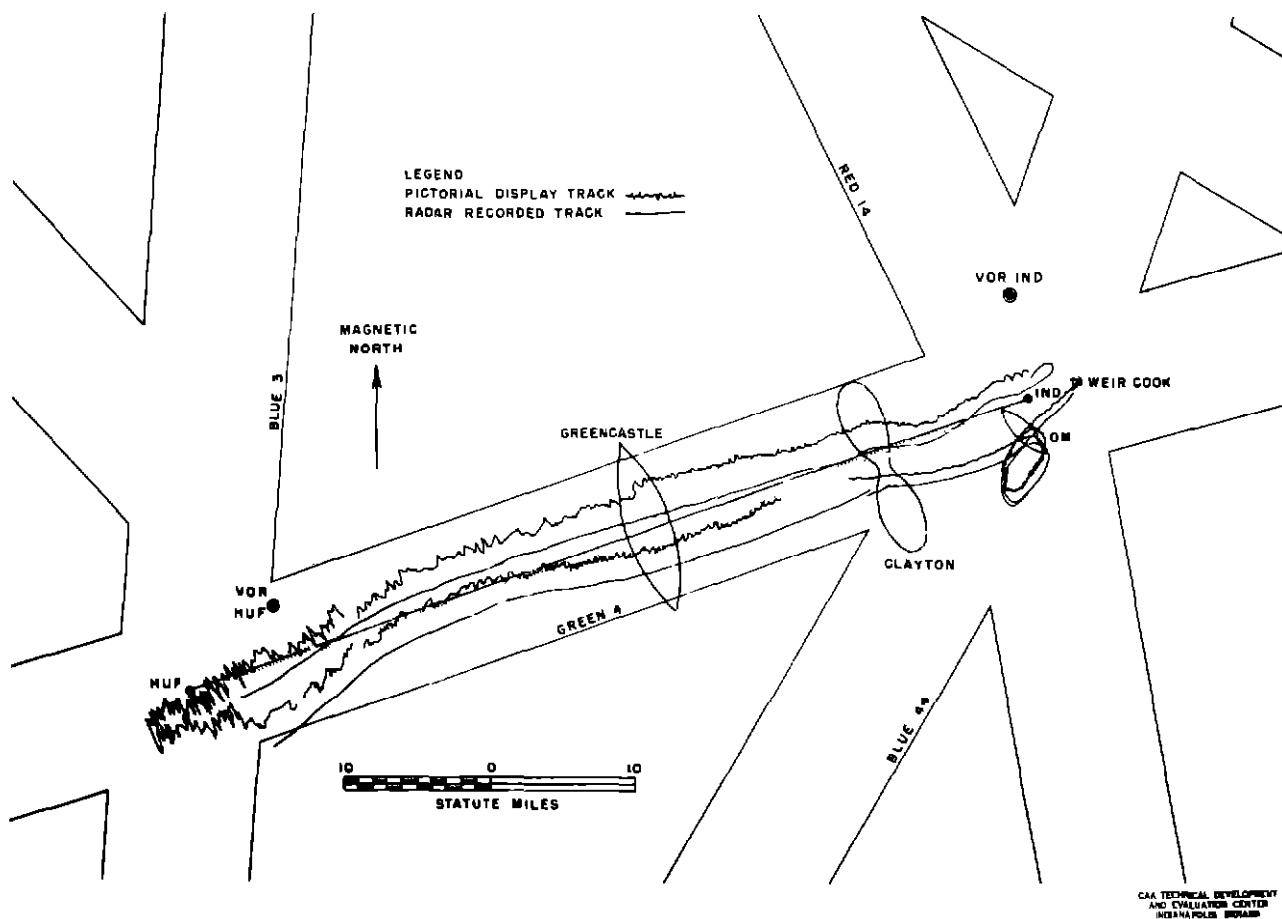 LEGEND
PICTORIAL DISPLAY TRACK
RADAR RECORDED TRACK
RED 14
VOR IND
MAGNETIC
NORTH
BLUE 3
IND
WEIR COOK
GREENCASTLE
OM
CLAYTON
VOR
HUF
GREEN 4
HUF
BLUE 44
10 0 10
STATUTE MILES
CAA TECHNICAL DEVELOPMENT
AND EVALUATION CENTER
INDIANAPOLIS INDIANA